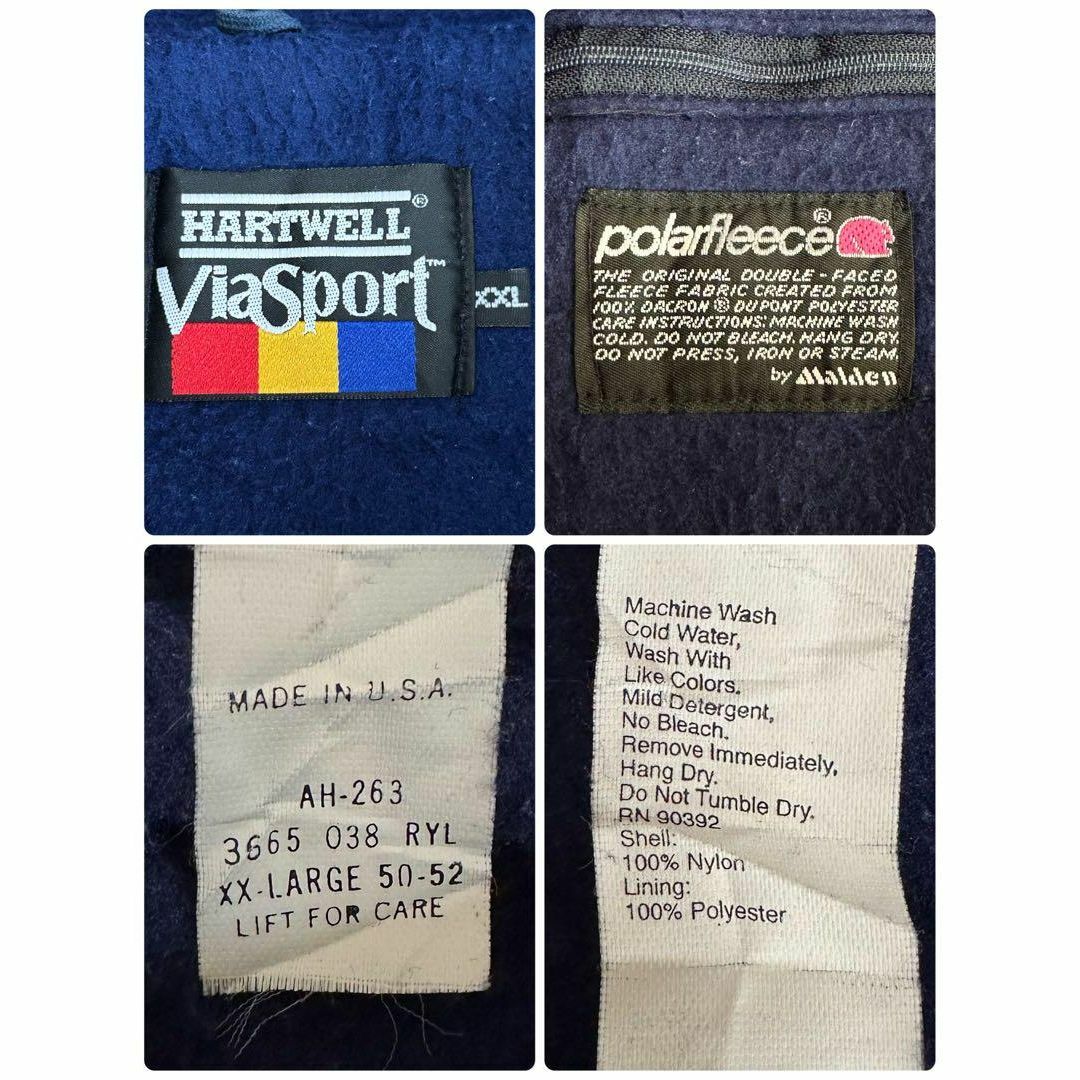 HARTWELL®
ViaSport™
XXL
polarfleece®
THE ORIGINAL DOUBLE-FACED
FLEECE FABRIC CREATED FROM
100% DACRON ® DU PONT POLYESTER
CARE INSTRUCTIONS: MACHINE WASH
COLD. DO NOT BLEACH. HANG DRY.
DO NOT PRESS, IRON OR STEAM.
by Malden
MADE IN U.S.A.
AH-263
3665 038 RYL
XX-LARGE 50-52
LIFT FOR CARE
Machine Wash
Cold Water,
Wash With
Like Colors.
Mild Detergent,
No Bleach.
Remove Immediately,
Hang Dry.
Do Not Tumble Dry.
RN 90392
Shell:
100% Nylon
Lining:
100% Polyester